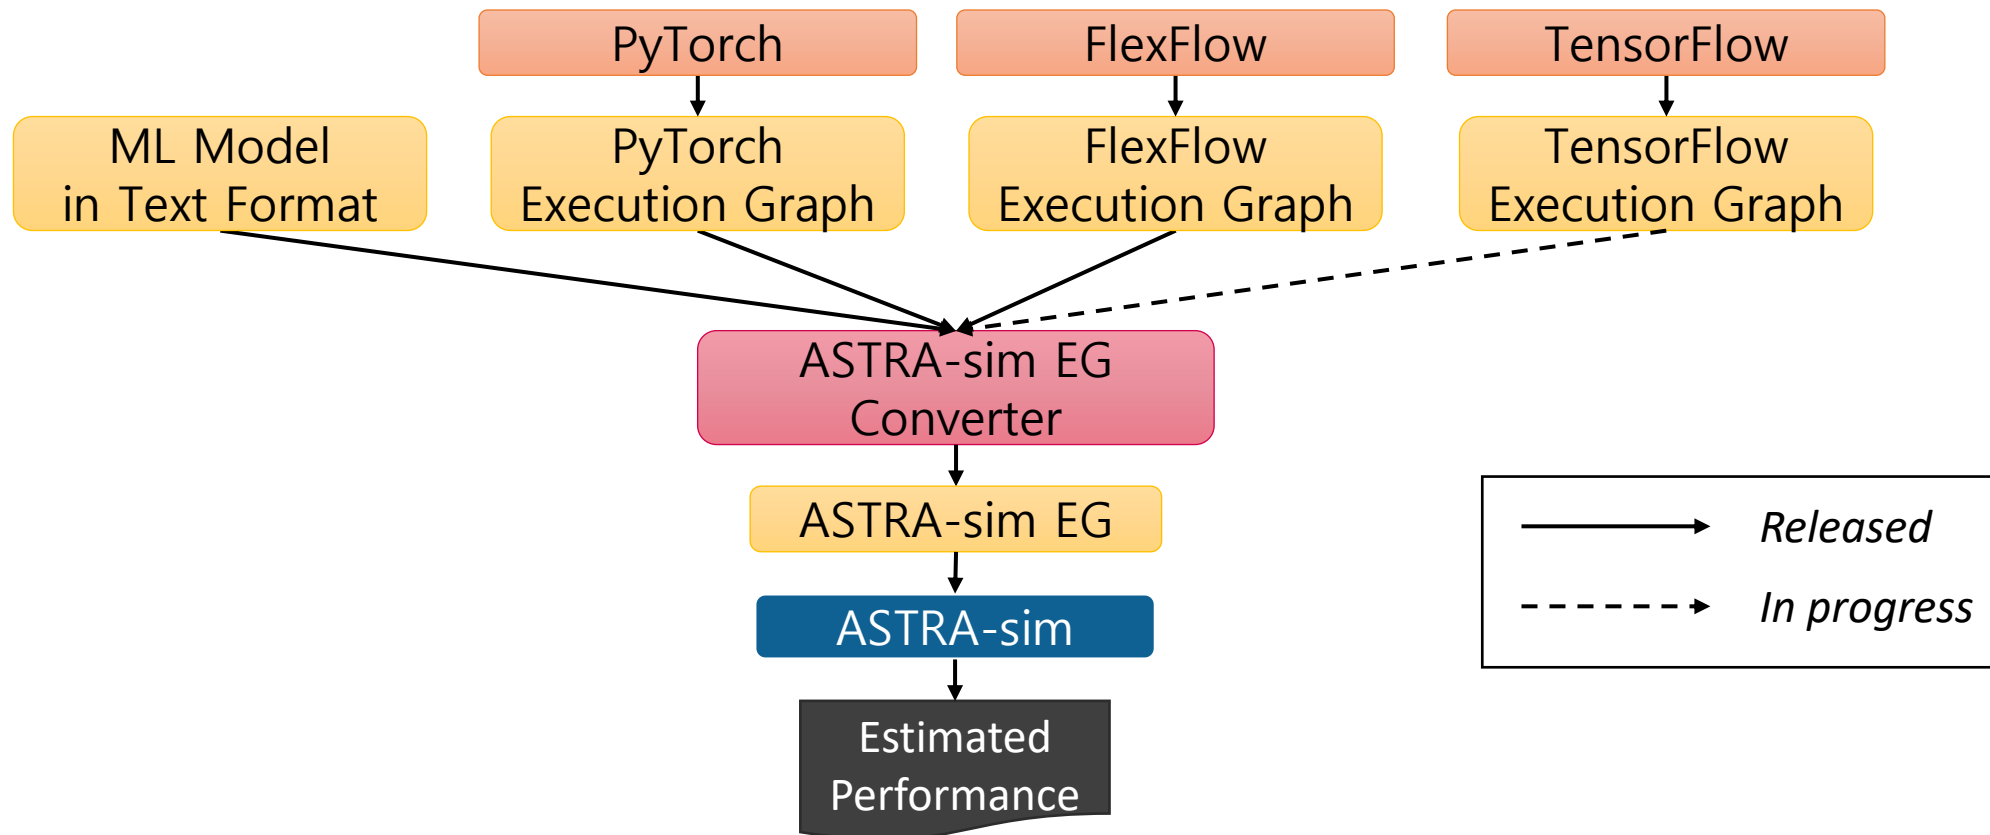 PyTorch
FlexFlow
TensorFlow
ML Model
in Text Format
PyTorch
Execution Graph
FlexFlow
Execution Graph
TensorFlow
Execution Graph
ASTRA-sim EG
Converter
ASTRA-sim EG
ASTRA-sim
Estimated
Performance
Released
In progress